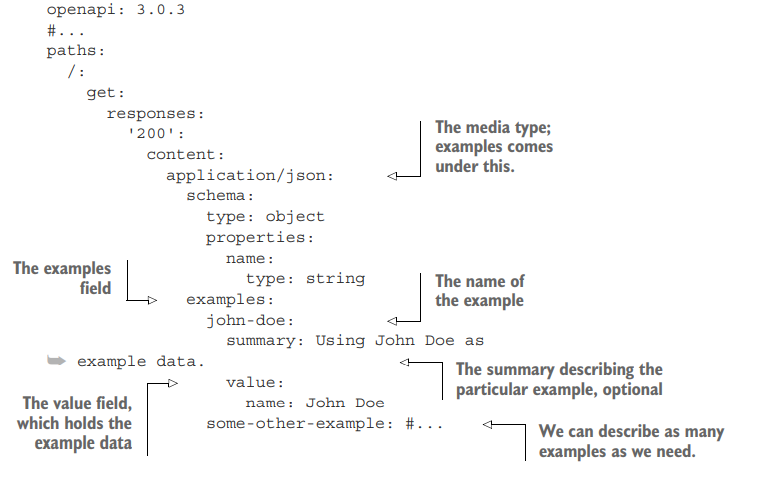 openapi: 3.0.3
#...
paths:
  /:
    get:
      responses:
        '200':
          content:
            application/json:
              schema:
                type: object
                properties:
                  name:
                    type: string
              examples:
                john-doe:
                  summary: Using John Doe as
➥ example data.
                  value:
                    name: John Doe
                some-other-example: #...
The media type;
examples comes
under this.
The examples
field
The name of
the example
The summary describing the
particular example, optional
The value field,
which holds the
example data
We can describe as many
examples as we need.